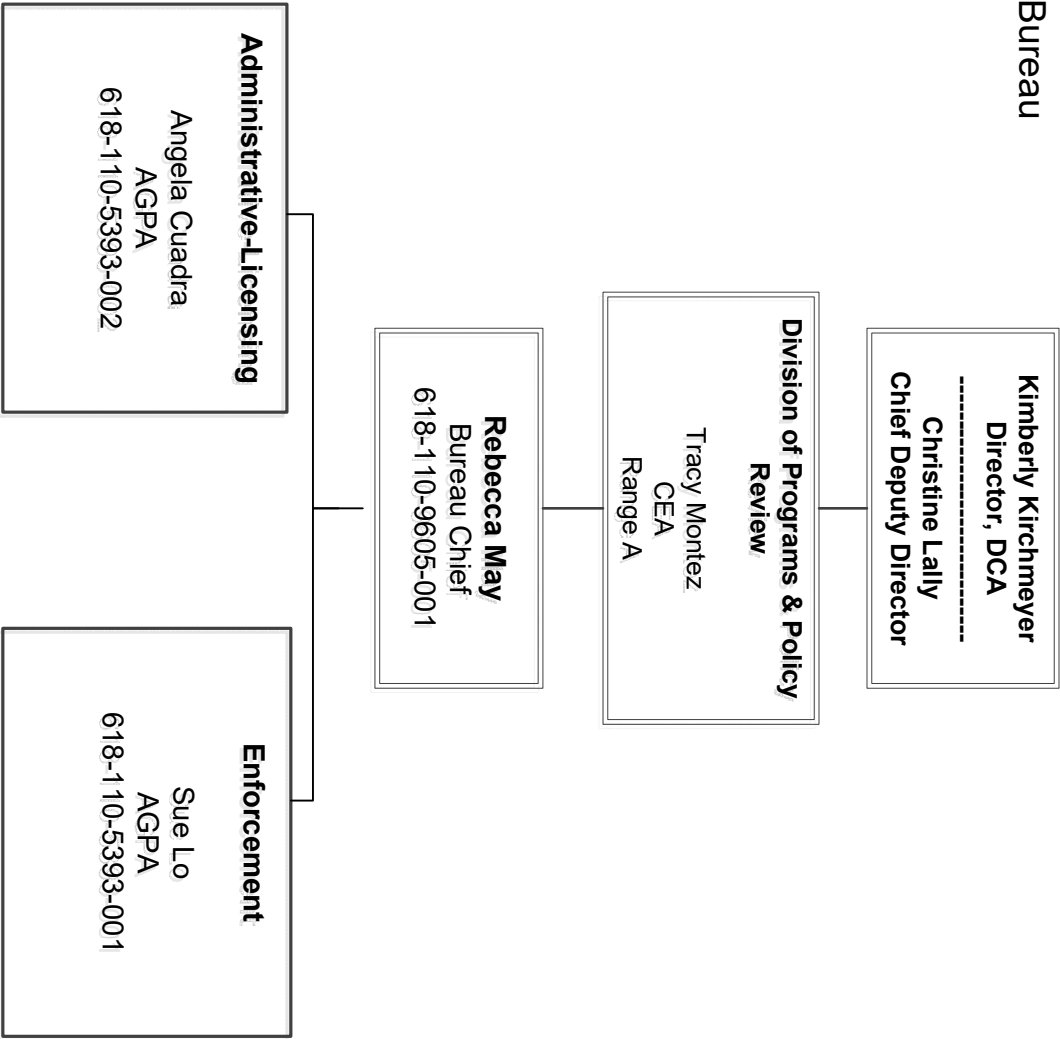 Bureau
Kimberly Kirchmeyer
Director, DCA
Christine Lally
Chief Deputy Director
Division of Programs & Policy
Review
Tracy Montez
CEA
Range A
Rebecca May
Bureau Chief
618-110-9605-001
Administrative-Licensing
Angela Cuadra
AGPA
618-110-5393-002
Enforcement
Sue Lo
AGPA
618-110-5393-001